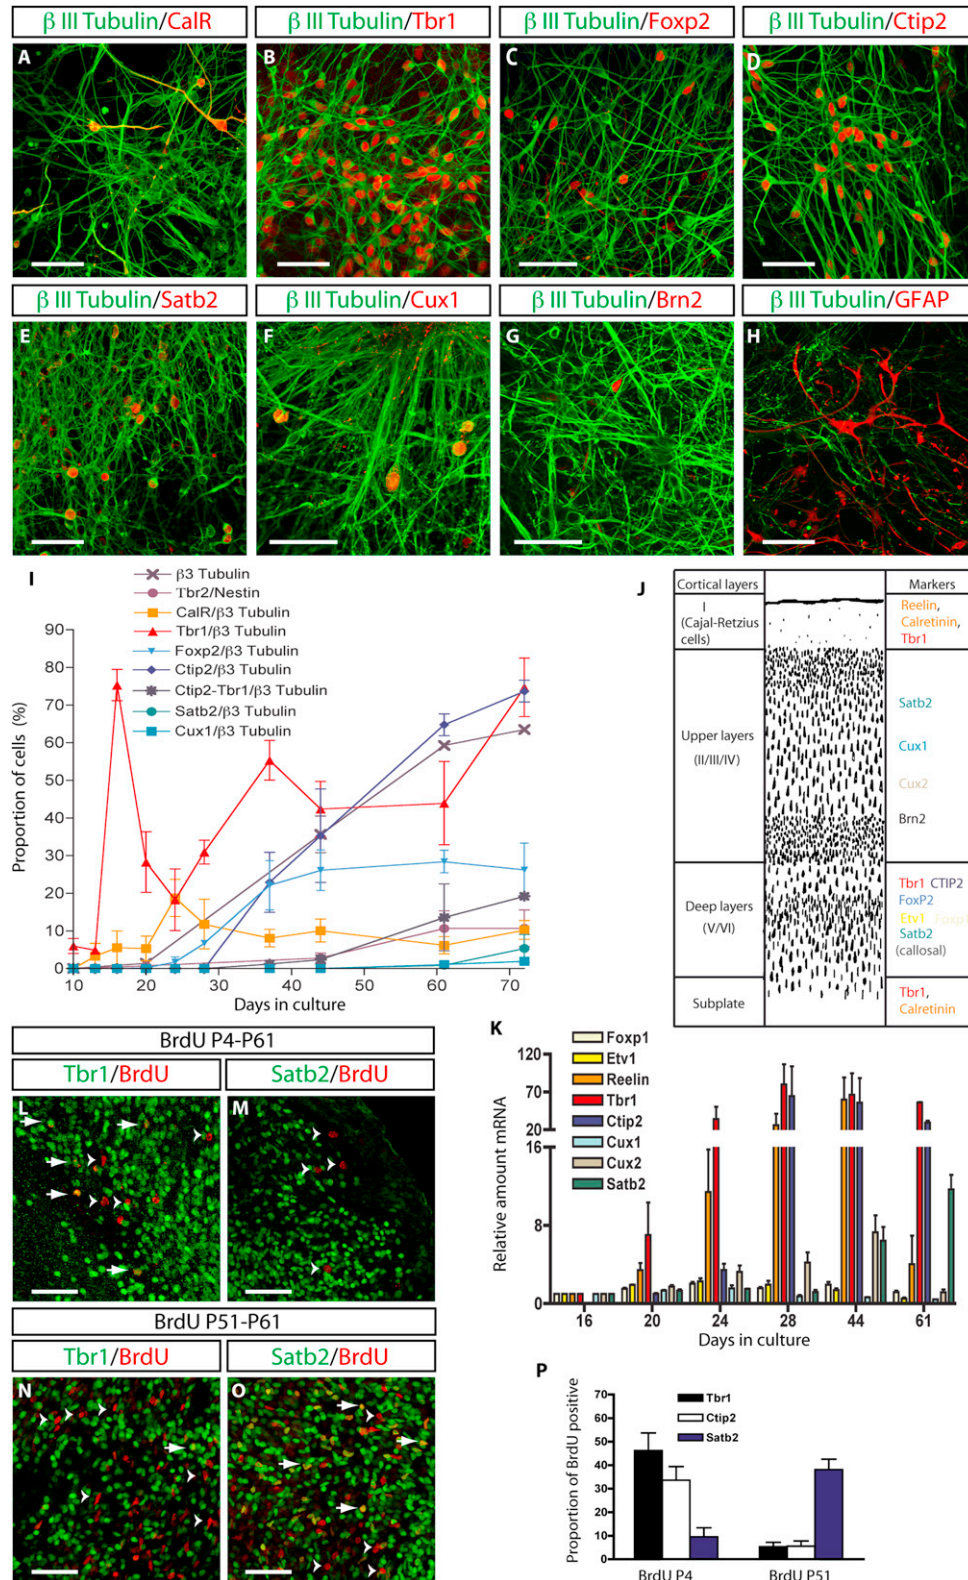 β III Tubulin/CalR
β III Tubulin/Tbr1
β III Tubulin/Foxp2
β III Tubulin/Ctip2
A
B
C
D
β III Tubulin/Satb2
β III Tubulin/Cux1
β III Tubulin/Brn2
β III Tubulin/GFAP
E
F
G
H
I
β3 Tubulin
Tbr2/Nestin
CalR/β3 Tubulin
Tbr1/β3 Tubulin
Foxp2/β3 Tubulin
Ctip2/β3 Tubulin
Ctip2-Tbr1/β3 Tubulin
Satb2/β3 Tubulin
Cux1/β3 Tubulin
Proportion of cells (%)
90
80
70
60
50
40
30
20
10
0
10 20 30 40 50 60 70
Days in culture
J
Cortical layers
Markers
I
(Cajal-Retzius
cells)
Reelin,
Calretinin,
Tbr1
Upper layers
(II/III/IV)
Satb2
Cux1
Cux2
Brn2
Deep layers
(V/VI)
Tbr1 CTIP2
FoxP2
Etv1 Foxp1
Satb2
(callosal)
Subplate
Tbr1,
Calretinin
K
Foxp1
Etv1
Reelin
Tbr1
Ctip2
Cux1
Cux2
Satb2
Relative amount mRNA
120
70
20
16
8
0
16 20 24 28 44 61
Days in culture
BrdU P4-P61
Tbr1/BrdU
Satb2/BrdU
L
M
BrdU P51-P61
Tbr1/BrdU
Satb2/BrdU
N
O
P
Tbr1
Ctip2
Satb2
Proportion of BrdU positive
70
60
50
40
30
20
10
0
BrdU P4
BrdU P51